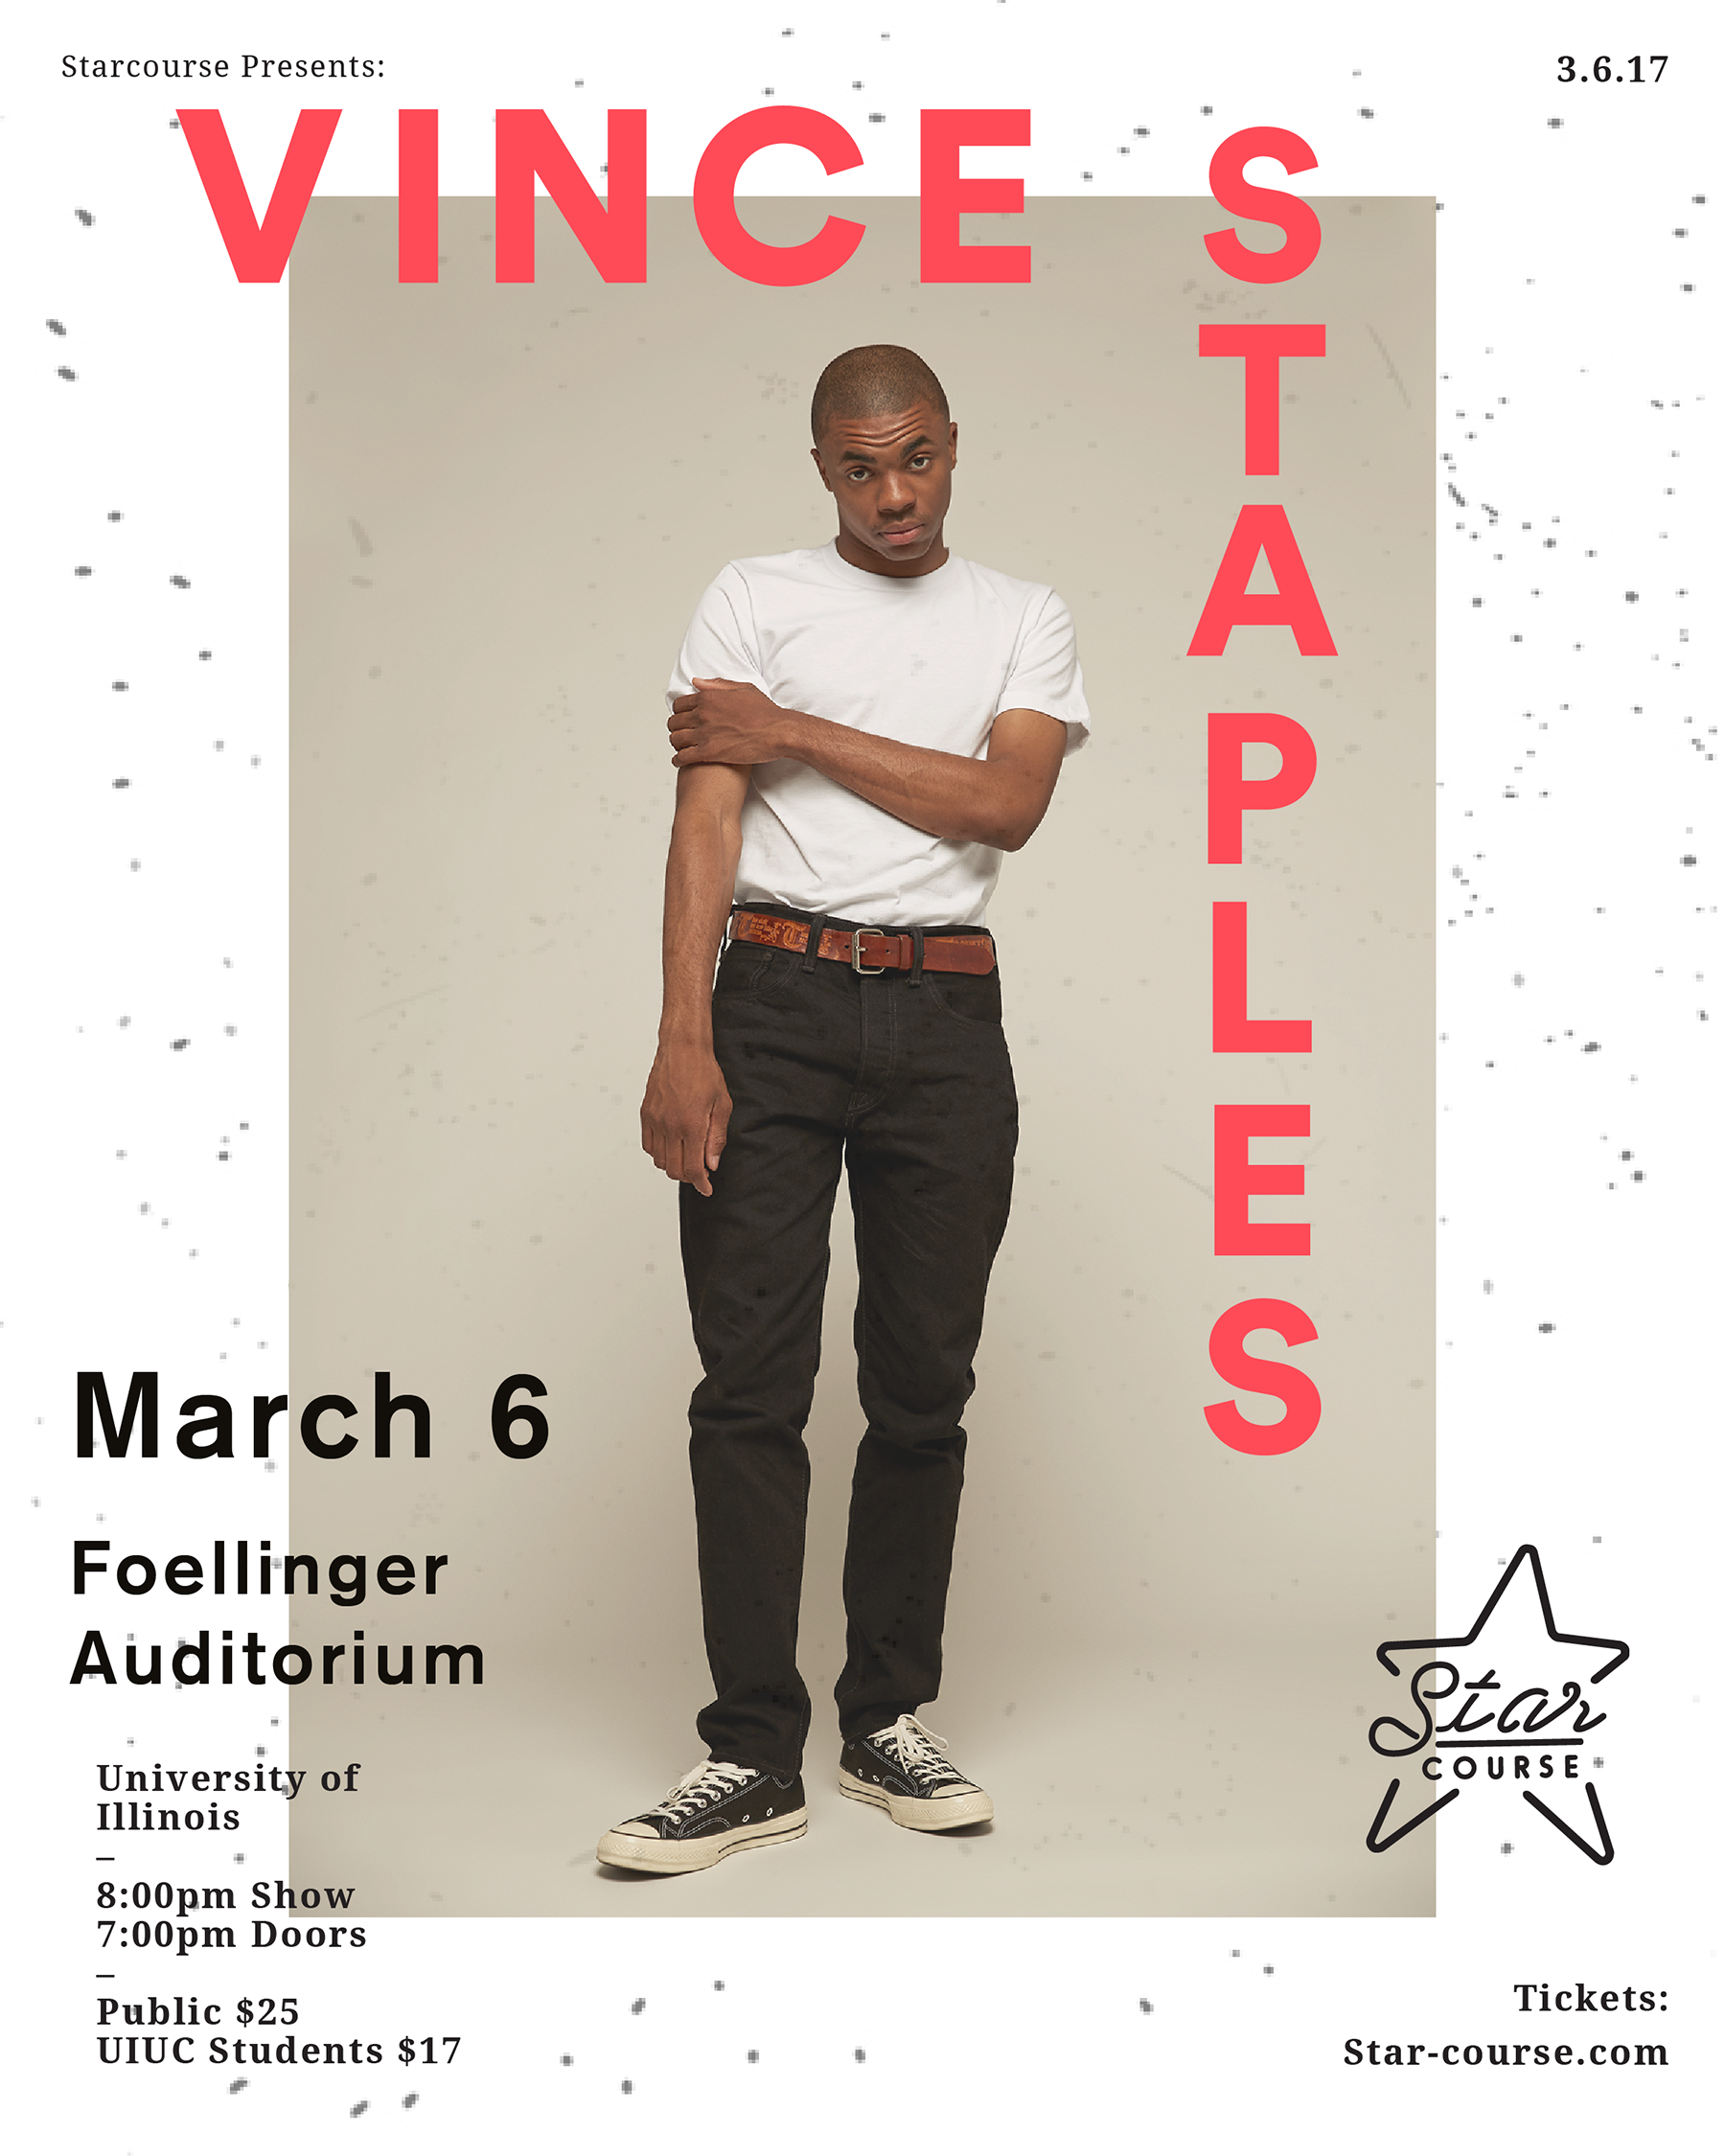 Starcourse Presents:
3.6.17
VINCE
STAPLES
March 6
Foellinger
Auditorium
University of
Illinois
–
8:00pm Show
7:00pm Doors
–
Public $25
UIUC Students $17
Star
COURSE
Tickets:
Star-course.com